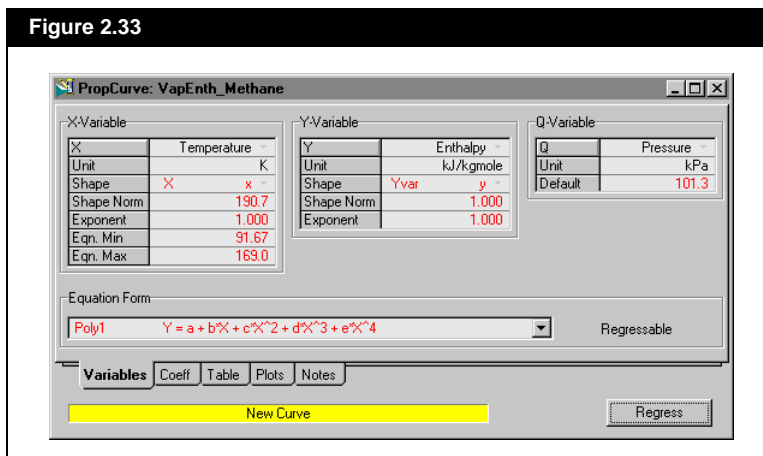 Figure 2.33
PropCurve: VapEnth_Methane
X-Variable
X Temperature
Unit K
Shape X x
Shape Norm 190.7
Exponent 1.000
Eqn. Min 91.67
Eqn. Max 169.0
Y-Variable
Y Enthalpy
Unit kJ/kgmole
Shape Yvar y
Shape Norm 1.000
Exponent 1.000
Q-Variable
Q Pressure
Unit kPa
Default 101.3
Equation Form
Poly1 Y = a + b*X + c*X^2 + d*X^3 + e*X^4
Regressable
Variables Coeff Table Plots Notes
New Curve
Regress